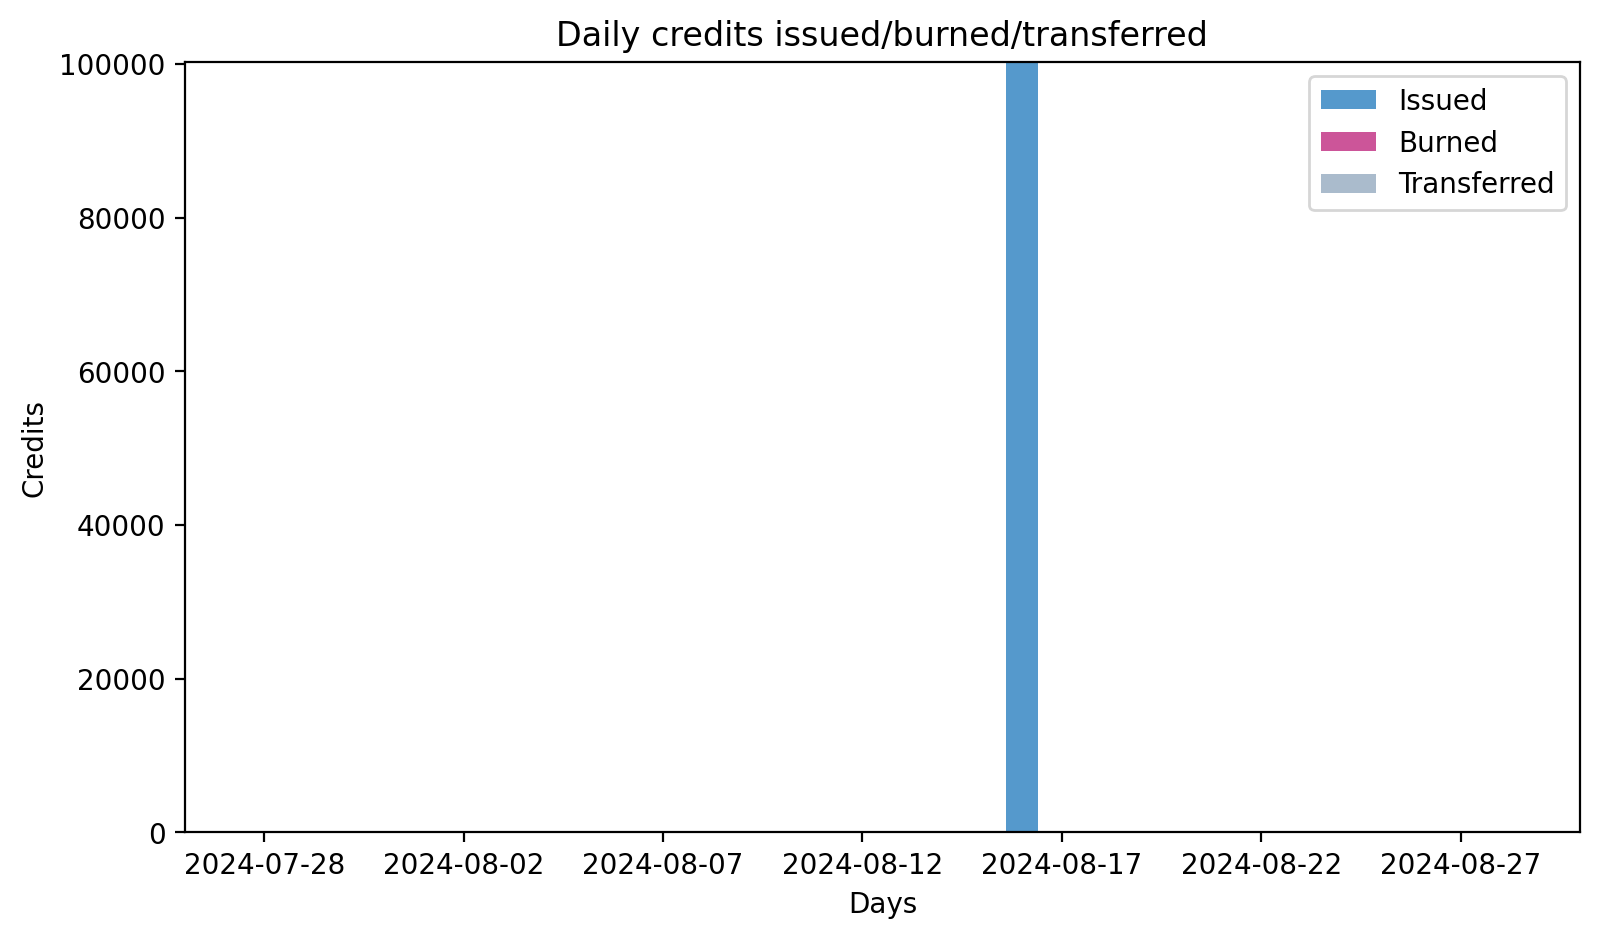 Daily credits issued/burned/transferred
100000
80000
60000
40000
20000
0
Credits
Issued
Burned
Transferred
2024-07-28
2024-08-02
2024-08-07
2024-08-12
2024-08-17
2024-08-22
2024-08-27
Days